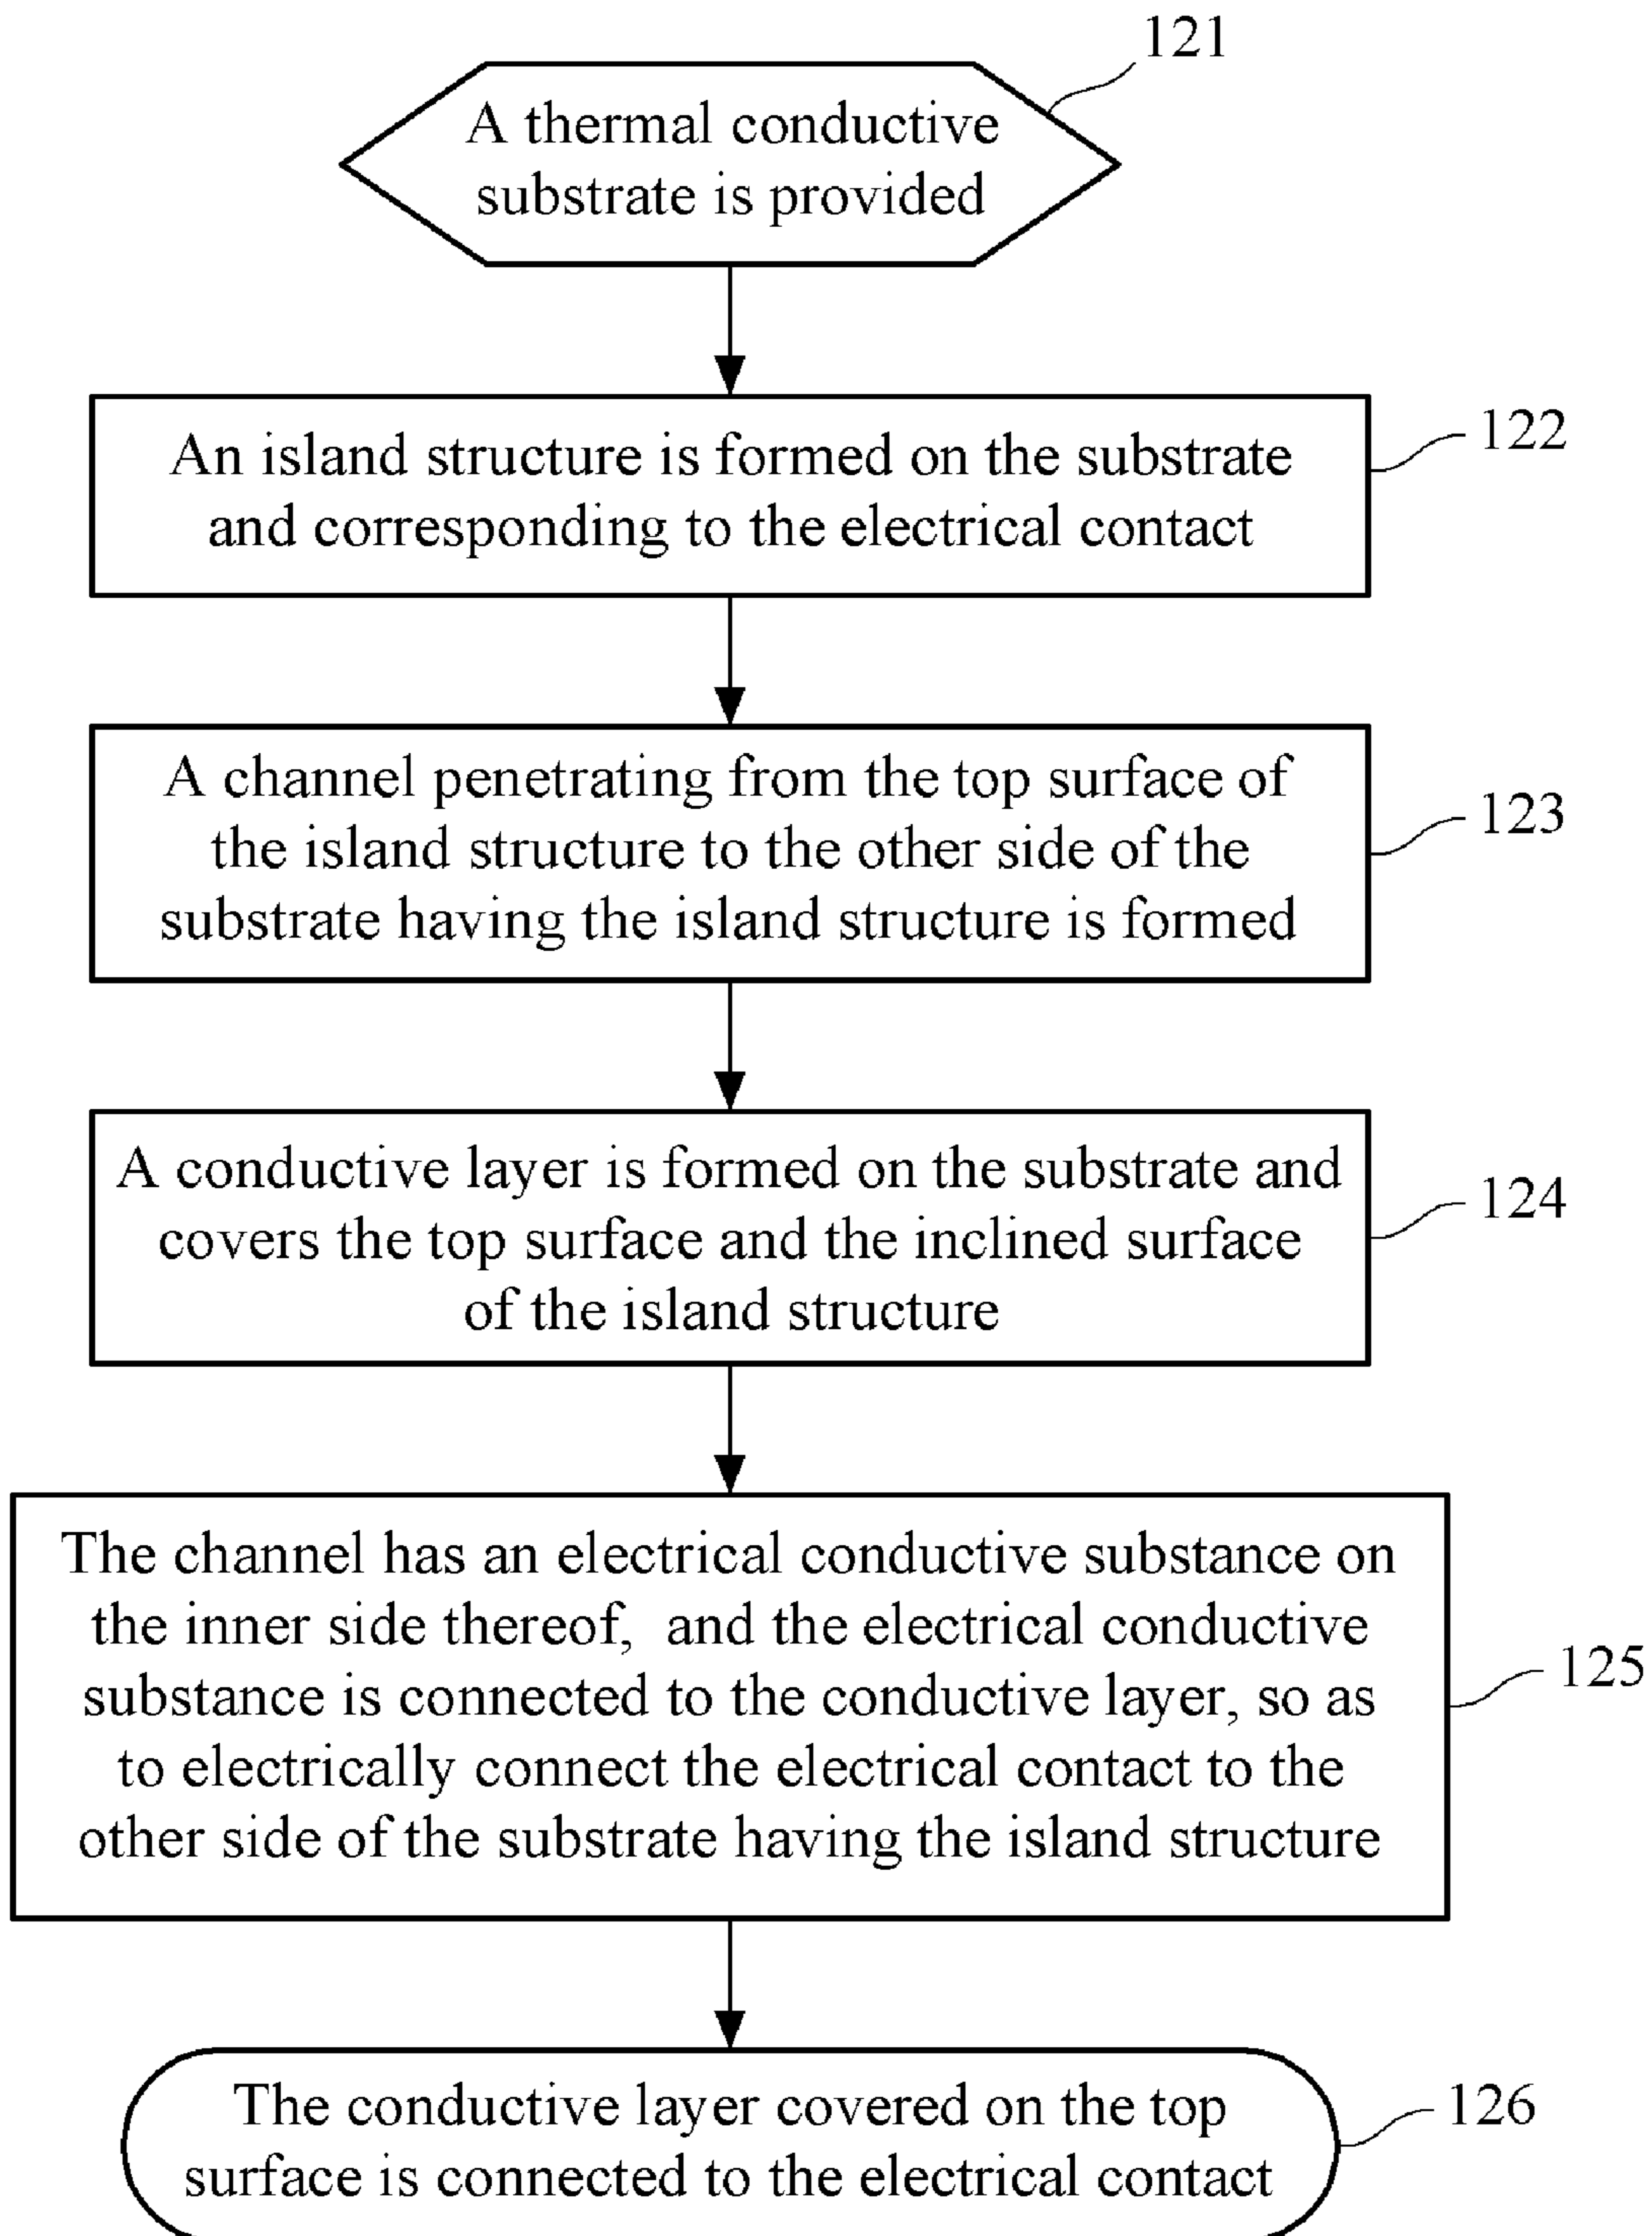 121
A thermal conductive
substrate is provided
122
An island structure is formed on the substrate
and corresponding to the electrical contact
123
A channel penetrating from the top surface of
the island structure to the other side of the
substrate having the island structure is formed
124
A conductive layer is formed on the substrate and
covers the top surface and the inclined surface
of the island structure
125
The channel has an electrical conductive substance on
the inner side thereof, and the electrical conductive
substance is connected to the conductive layer, so as
to electrically connect the electrical contact to the
other side of the substrate having the island structure
126
The conductive layer covered on the top
surface is connected to the electrical contact